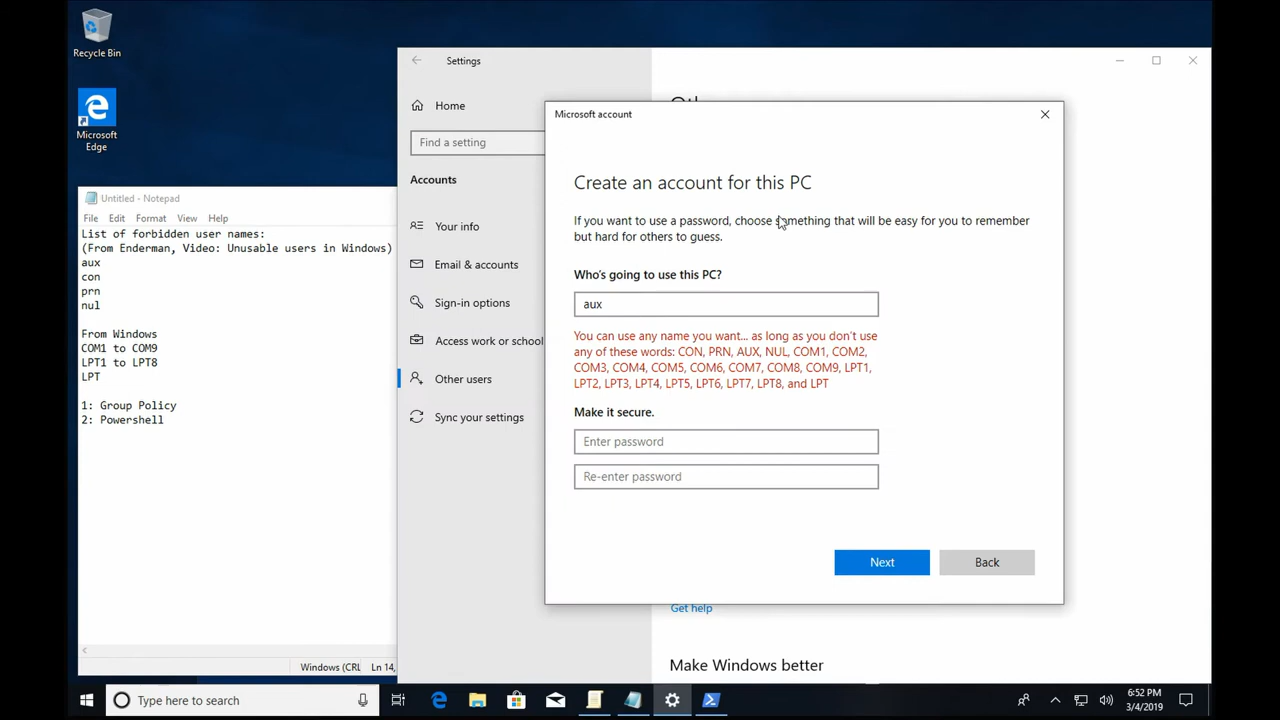 Recycle Bin
Microsoft
Edge
Untitled - Notepad
File Edit Format View Help
List of forbidden user names:
(From Enderman, Video: Unusable users in Windows)
aux
con
prn
nul
From Windows
COM1 to COM9
LPT1 to LPT8
LPT
1: Group Policy
2: Powershell
Windows (CRL Ln 14,
Settings
Home
Find a setting
Accounts
Your info
Email & accounts
Sign-in options
Access work or school
Other users
Sync your settings
Microsoft account
Create an account for this PC
If you want to use a password, choose something that will be easy for you to remember
but hard for others to guess.
Who's going to use this PC?
aux
You can use any name you want... as long as you don't use
any of these words: CON, PRN, AUX, NUL, COM1, COM2,
COM3, COM4, COM5, COM6, COM7, COM8, COM9, LPT1,
LPT2, LPT3, LPT4, LPT5, LPT6, LPT7, LPT8, and LPT
Make it secure.
Enter password
Re-enter password
Next Back
Get help
Make Windows better
Type here to search
6:52 PM
3/4/2019